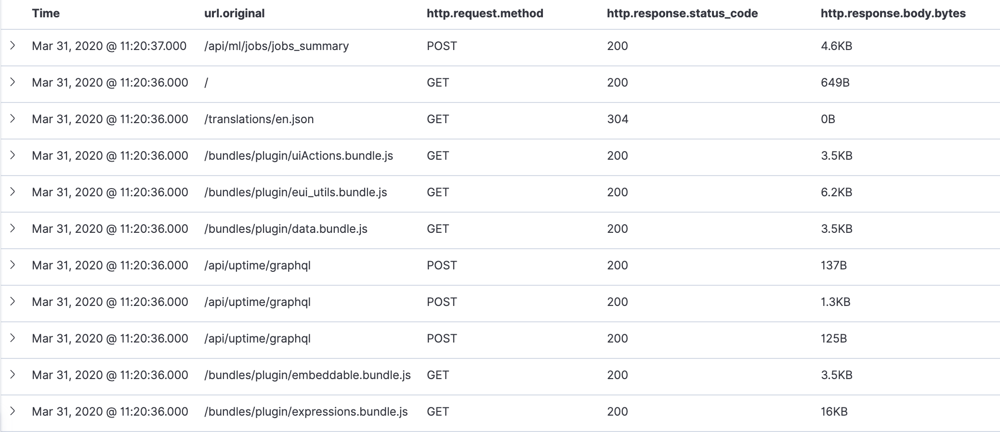 Time url.original http.request.method http.response.status_code http.response.body.bytes
Mar 31, 2020 @ 11:20:37.000 /api/ml/jobs/jobs_summary POST 200 4.6KB
Mar 31, 2020 @ 11:20:36.000 / GET 200 649B
Mar 31, 2020 @ 11:20:36.000 /translations/en.json GET 304 0B
Mar 31, 2020 @ 11:20:36.000 /bundles/plugin/uiActions.bundle.js GET 200 3.5KB
Mar 31, 2020 @ 11:20:36.000 /bundles/plugin/eui_utils.bundle.js GET 200 6.2KB
Mar 31, 2020 @ 11:20:36.000 /bundles/plugin/data.bundle.js GET 200 3.5KB
Mar 31, 2020 @ 11:20:36.000 /api/uptime/graphql POST 200 137B
Mar 31, 2020 @ 11:20:36.000 /api/uptime/graphql POST 200 1.3KB
Mar 31, 2020 @ 11:20:36.000 /api/uptime/graphql POST 200 125B
Mar 31, 2020 @ 11:20:36.000 /bundles/plugin/embeddable.bundle.js GET 200 3.5KB
Mar 31, 2020 @ 11:20:36.000 /bundles/plugin/expressions.bundle.js GET 200 16KB